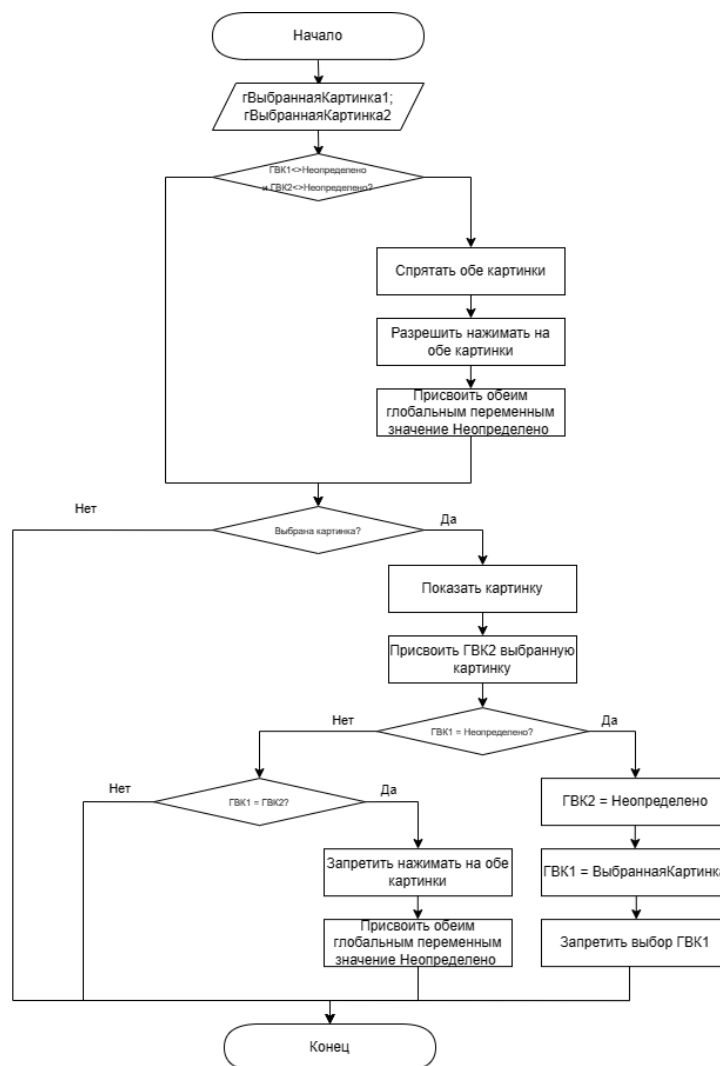 Начало
гВыбраннаяКартинка1;
гВыбраннаяКартинка2
ГВК1<>Неопределено
и ГВК2<>Неопределено?
Спрятать обе картинки
Разрешить нажимать на
обе картинки
Присвоить обеим
глобальным переменным
значение Неопределено
Нет
Выбрана картинка?
Да
Показать картинку
Присвоить ГВК2 выбранную
картинку
Нет
ГВК1 = Неопределено?
Да
Нет
ГВК1 = ГВК2?
Да
ГВК2 = Неопределено
Запретить нажимать на обе
картинки
ГВК1 = ВыбраннаяКартинка
Присвоить обеим
глобальным переменным
значение Неопределено
Запретить выбор ГВК1
Конец